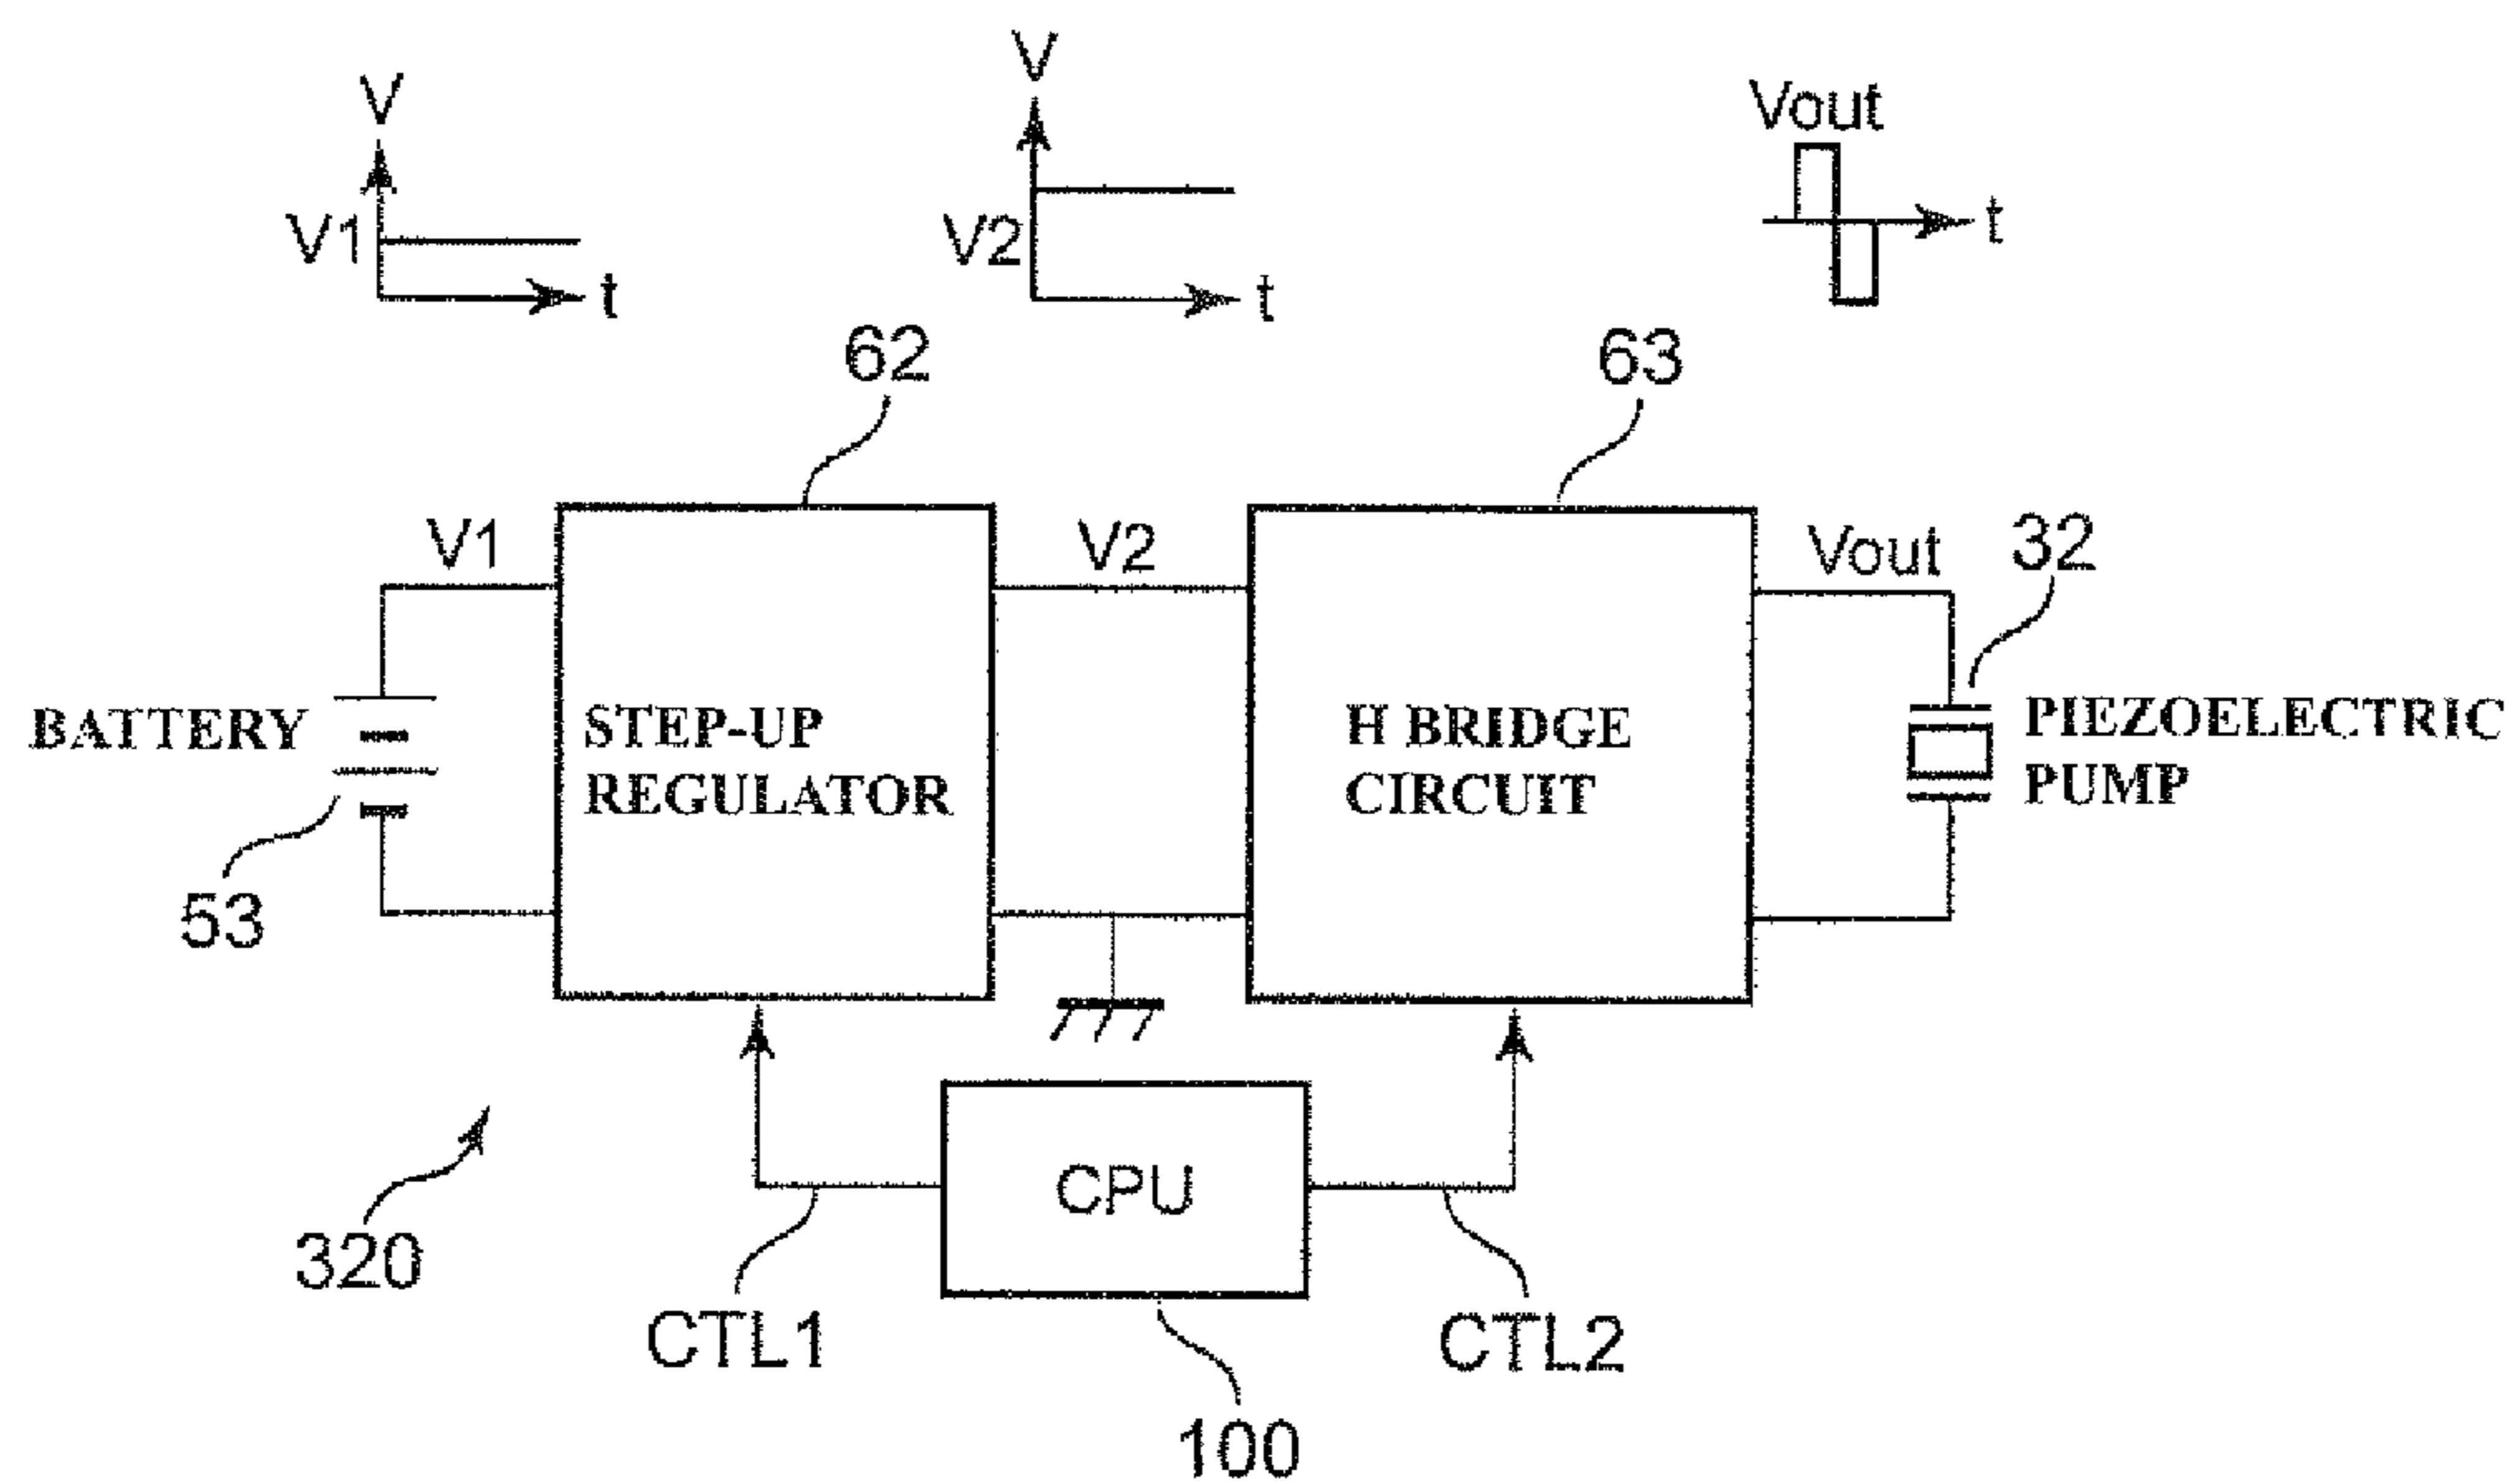 V
V1
t
V
V2
t
Vout
t
62
63
V1
V2
Vout
32
BATTERY
53
STEP-UP
REGULATOR
H BRIDGE
CIRCUIT
PIEZOELECTRIC
PUMP
320
CPU
CTL1
CTL2
100